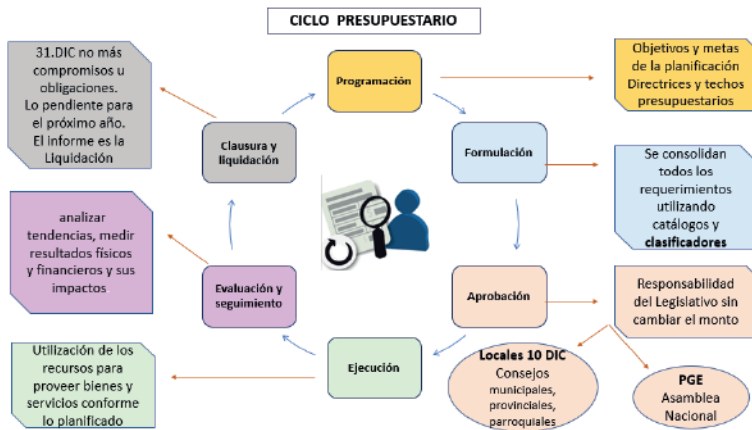 CICLO PRESUPUESTARIO
31.DIC no más
compromisos u
obligaciones.
Lo pendiente para
el próximo año.
El informe es la
Liquidación
Programación
Objetivos y metas
de la planificación
Directrices y techos
presupuestarios
Clausura y
liquidación
Formulación
Se consolidan
todos los
requerimientos
utilizando
catálogos y
clasificadores
analizar
tendencias, medir
resultados físicos
y financieros y sus
impactos
Evaluación y
seguimiento
Aprobación
Responsabilidad
del Legislativo sin
cambiar el monto
Utilización de los
recursos para
proveer bienes y
servicios conforme
lo planificado
Ejecución
Locales 10 DIC
Consejos
municipales,
provinciales,
parroquiales
PGE
Asamblea
Nacional